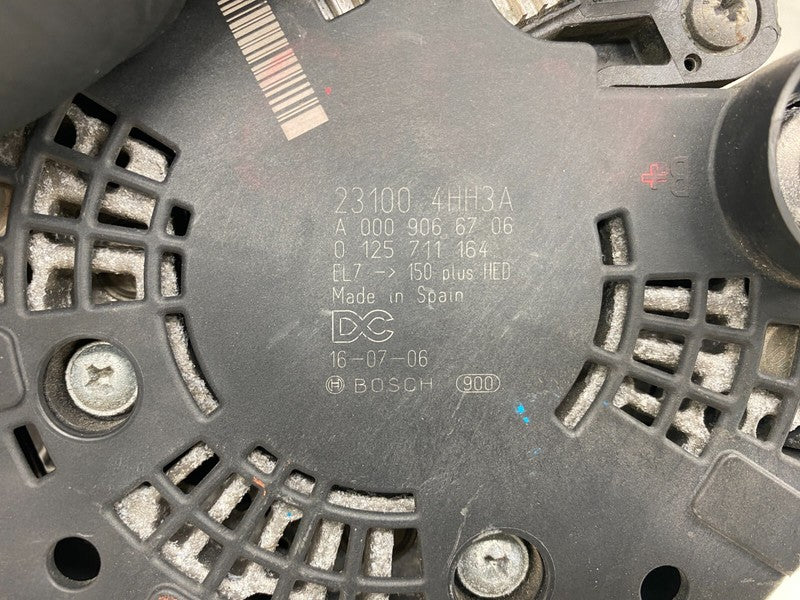 23100 4HH3A
A 000 906 67 06
0 125 711 164
EL7 -> 150 plus HED
Made in Spain
DC
16-07-06
BOSCH 900
B+